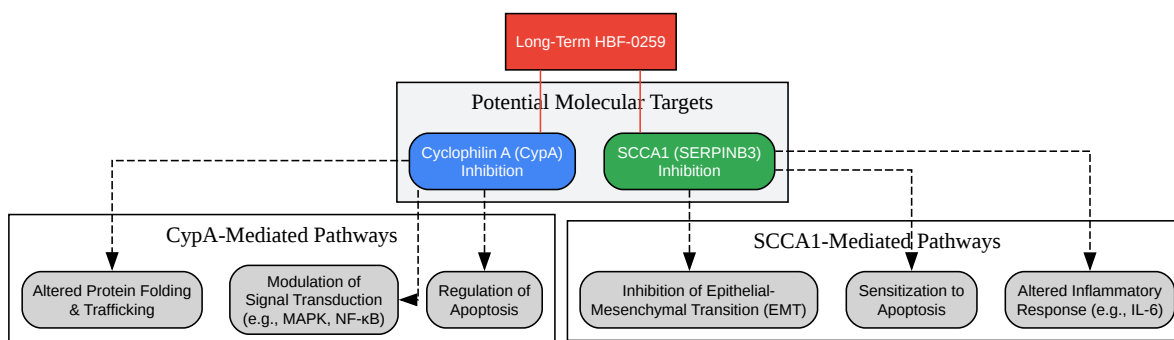 Long-Term HBF-0259
Potential Molecular Targets
Cyclophilin A (CypA)
Inhibition
SCCA1 (SERPINB3)
Inhibition
CypA-Mediated Pathways
Altered Protein Folding
& Trafficking
Modulation of
Signal Transduction
(e.g., MAPK, NF-κB)
Regulation of
Apoptosis
SCCA1-Mediated Pathways
Inhibition of Epithelial-
Mesenchymal Transition (EMT)
Sensitization to
Apoptosis
Altered Inflammatory
Response (e.g., IL-6)